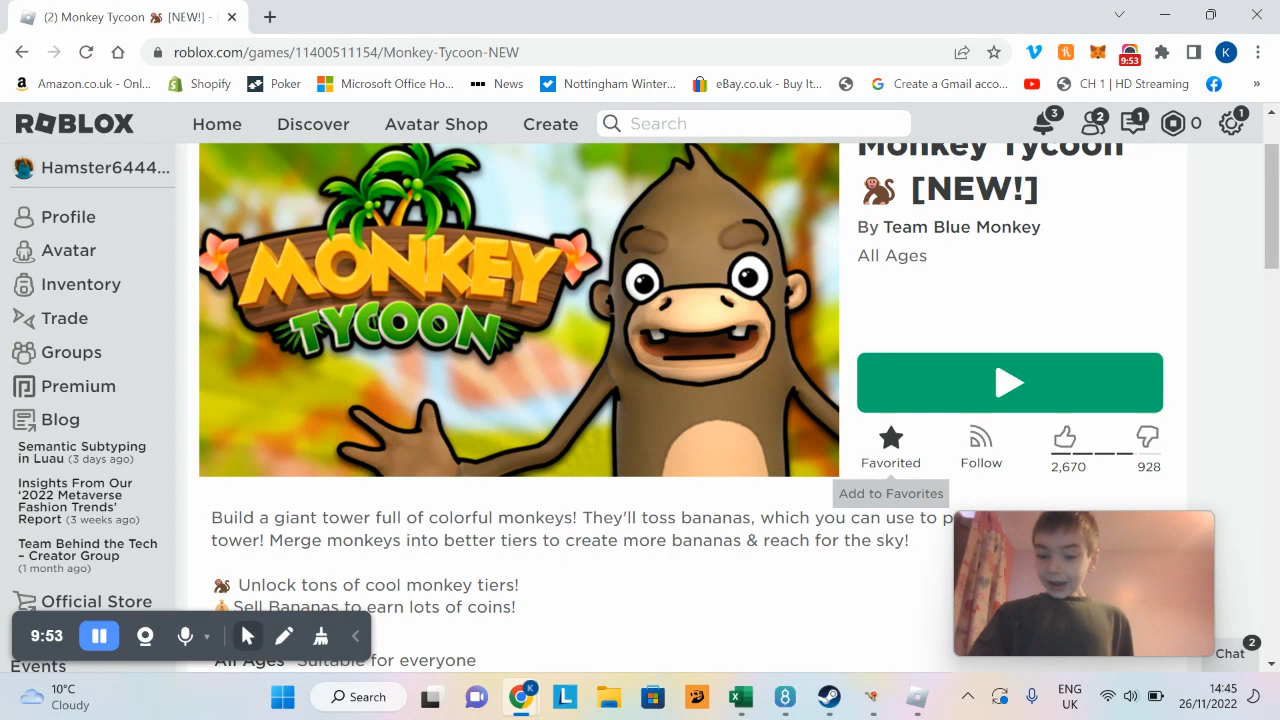 (2) Monkey Tycoon 🐒 [NEW!] -
roblox.com/games/11400511154/Monkey-Tycoon-NEW
9:53
K
Amazon.co.uk - Onl...
Shopify
Poker
Microsoft Office Ho...
News
Nottingham Winter...
eBay.co.uk - Buy It...
Create a Gmail acco...
CH 1 | HD Streaming
»
ROBLOX
Home
Discover
Avatar Shop
Create
Search
3
2
1
0
1
Hamster6444...
Profile
Avatar
Inventory
Trade
Groups
Premium
Blog
Semantic Subtyping
in Luau (3 days ago)
Insights From Our
'2022 Metaverse
Fashion Trends'
Report (3 weeks ago)
Team Behind the Tech
– Creator Group
(1 month ago)
Official Store
Events
MONKEY
TYCOON
Monkey Tycoon
🐒 [NEW!]
By Team Blue Monkey
All Ages
Favorited
Follow
2,670
928
Add to Favorites
Build a giant tower full of colorful monkeys! They'll toss bananas, which you can use to p
tower! Merge monkeys into better tiers to create more bananas & reach for the sky!
🐒 Unlock tons of cool monkey tiers!
💰Sell Bananas to earn lots of coins!
All Ages Suitable for everyone
9:53
Chat
2
10°C
Cloudy
Search
ENG
UK
14:45
26/11/2022